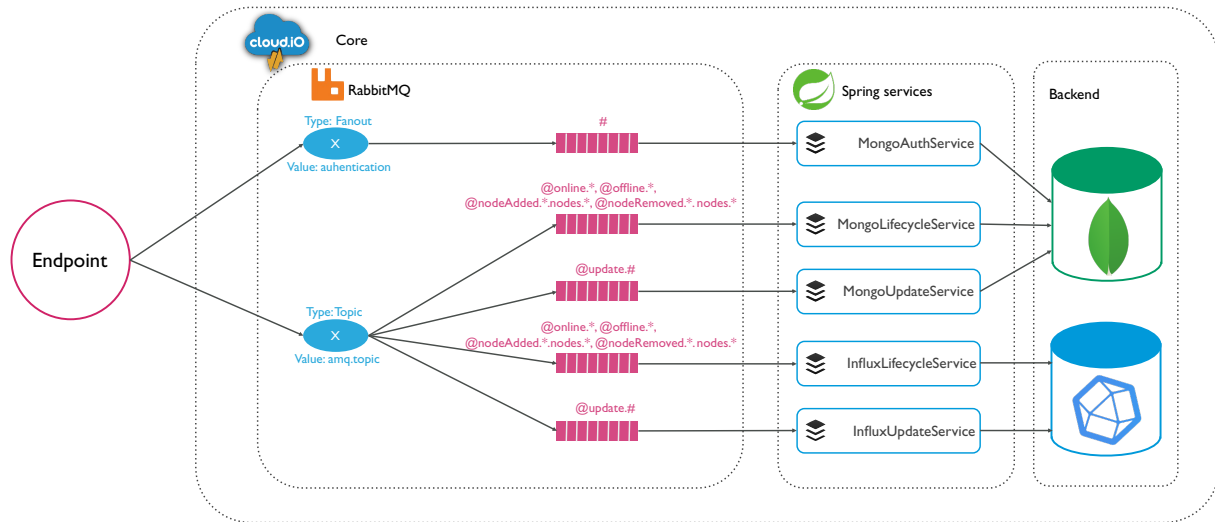 cloud.iO
Core
RabbitMQ
Spring services
Backend
Type: Fanout
X
Value: auhentication
#
MongoAuthService
@online.*, @offline.*,
@nodeAdded.*.nodes.*, @nodeRemoved.*. nodes.*
MongoLifecycleService
Endpoint
@update.#
MongoUpdateService
Type: Topic
X
Value: amq.topic
@online.*, @offline.*,
@nodeAdded.*.nodes.*, @nodeRemoved.*. nodes.*
InfluxLifecycleService
@update.#
InfluxUpdateService